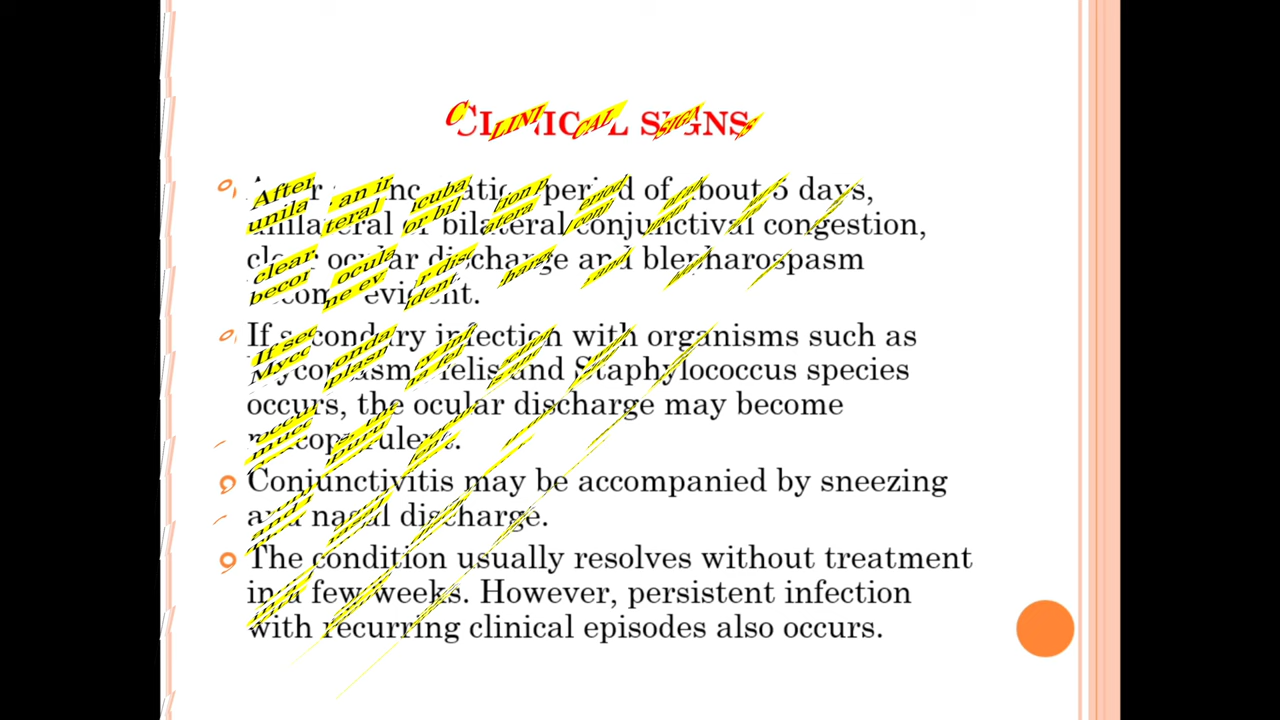 CLINICAL SIGNS
After an incubation period of about 5 days,
unilateral or bilateral conjunctival congestion,
clear ocular discharge and blepharospasm
become evident.
If secondary infection with organisms such as
Mycoplasma felis and Staphylococcus species
occurs, the ocular discharge may become
mucopurulent.
Conjunctivitis may be accompanied by sneezing
and nasal discharge.
The condition usually resolves without treatment
in a few weeks. However, persistent infection
with recurring clinical episodes also occurs.